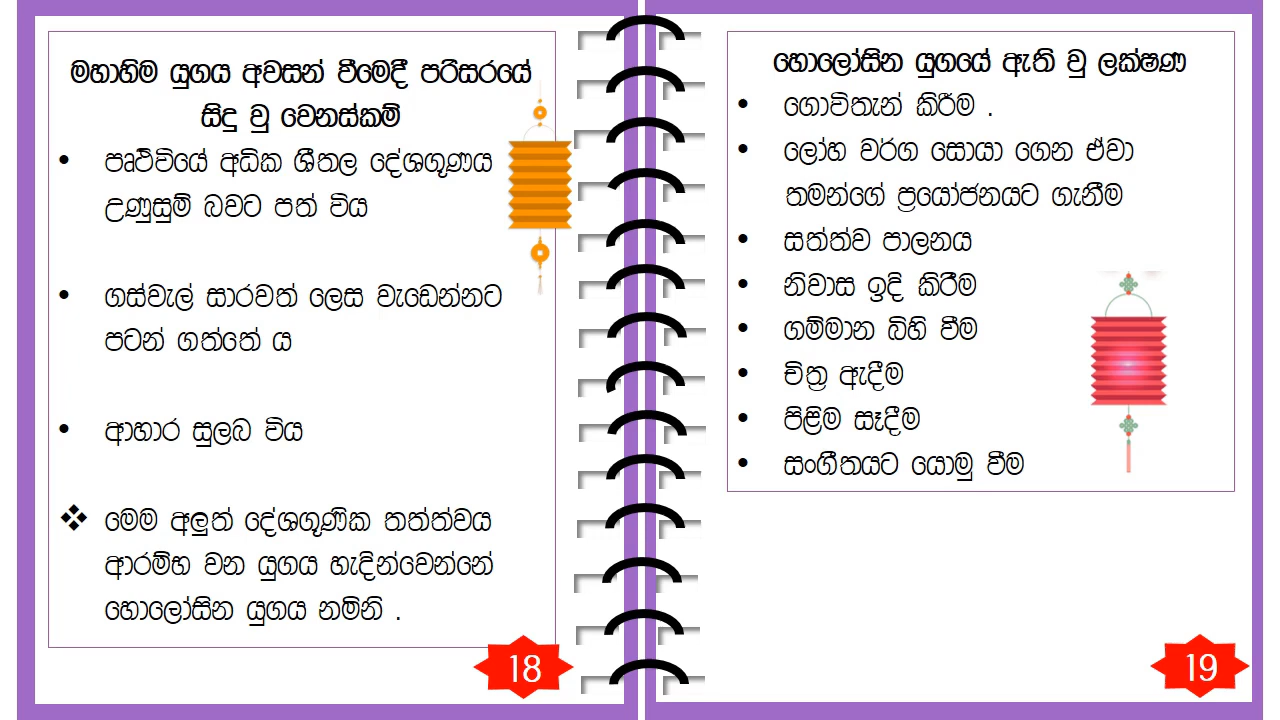 මහාහිම යුගය අවසන් වීමෙදී පරිසරයේ
සිදු වු වෙනස්කම්
• පෘථිවියේ අධික ශීතල දේශගුණය
උණුසුම් බවට පත් විය
• ගස්වැල් සාරවත් ලෙස වැඩෙන්නට
පටන් ගත්තේ ය
• ආහාර සුලබ විය
❖ මෙම අලුත් දේශගුණික තත්ත්වය
ආරම්භ වන යුගය හැදින්වෙන්නේ
හොලෝසින යුගය නමිනි .
18
හොලෝසින යුගයේ ඇති වු ලක්ෂණ
• ගොවිතැන් කිරීම .
• ලෝහ වර්ග සොයා ගෙන ඒවා
තමන්ගේ ප්‍රයෝජනයට ගැනීම
• සත්ත්ව පාලනය
• නිවාස ඉදි කිරීම
• ගම්මාන බිහි වීම
• චිත්‍ර ඇදීම
• පිළිම සෑදීම
• සංගීතයට යොමු වීම
19